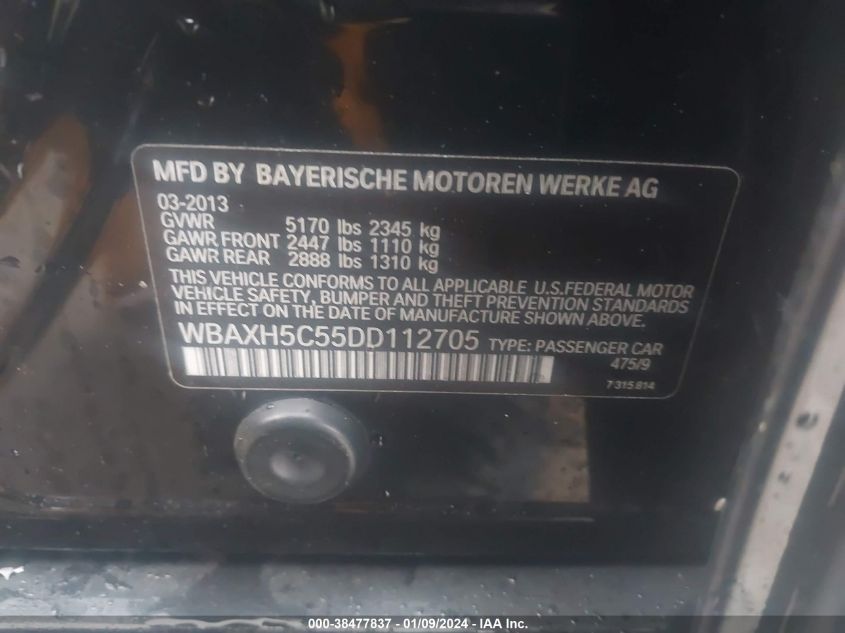 MFD BY BAYERISCHE MOTOREN WERKE AG
03-2013
GVWR 5170 lbs 2345 kg
GAWR FRONT 2447 lbs 1110 kg
GAWR REAR 2888 lbs 1310 kg
THIS VEHICLE CONFORMS TO ALL APPLICABLE U.S.FEDERAL MOTOR
VEHICLE SAFETY, BUMPER AND THEFT PREVENTION STANDARDS
IN EFFECT ON THE DATE OF MANUFACTURE SHOWN ABOVE.
WBAXH5C55DD112705 TYPE: PASSENGER CAR
475/9
7 315 814
000-38477837 - 01/09/2024 - IAA Inc.